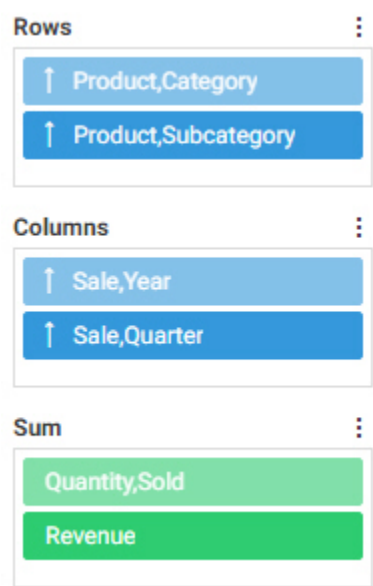 Rows
Product,Category
Product,Subcategory
Columns
Sale,Year
Sale,Quarter
Sum
Quantity,Sold
Revenue